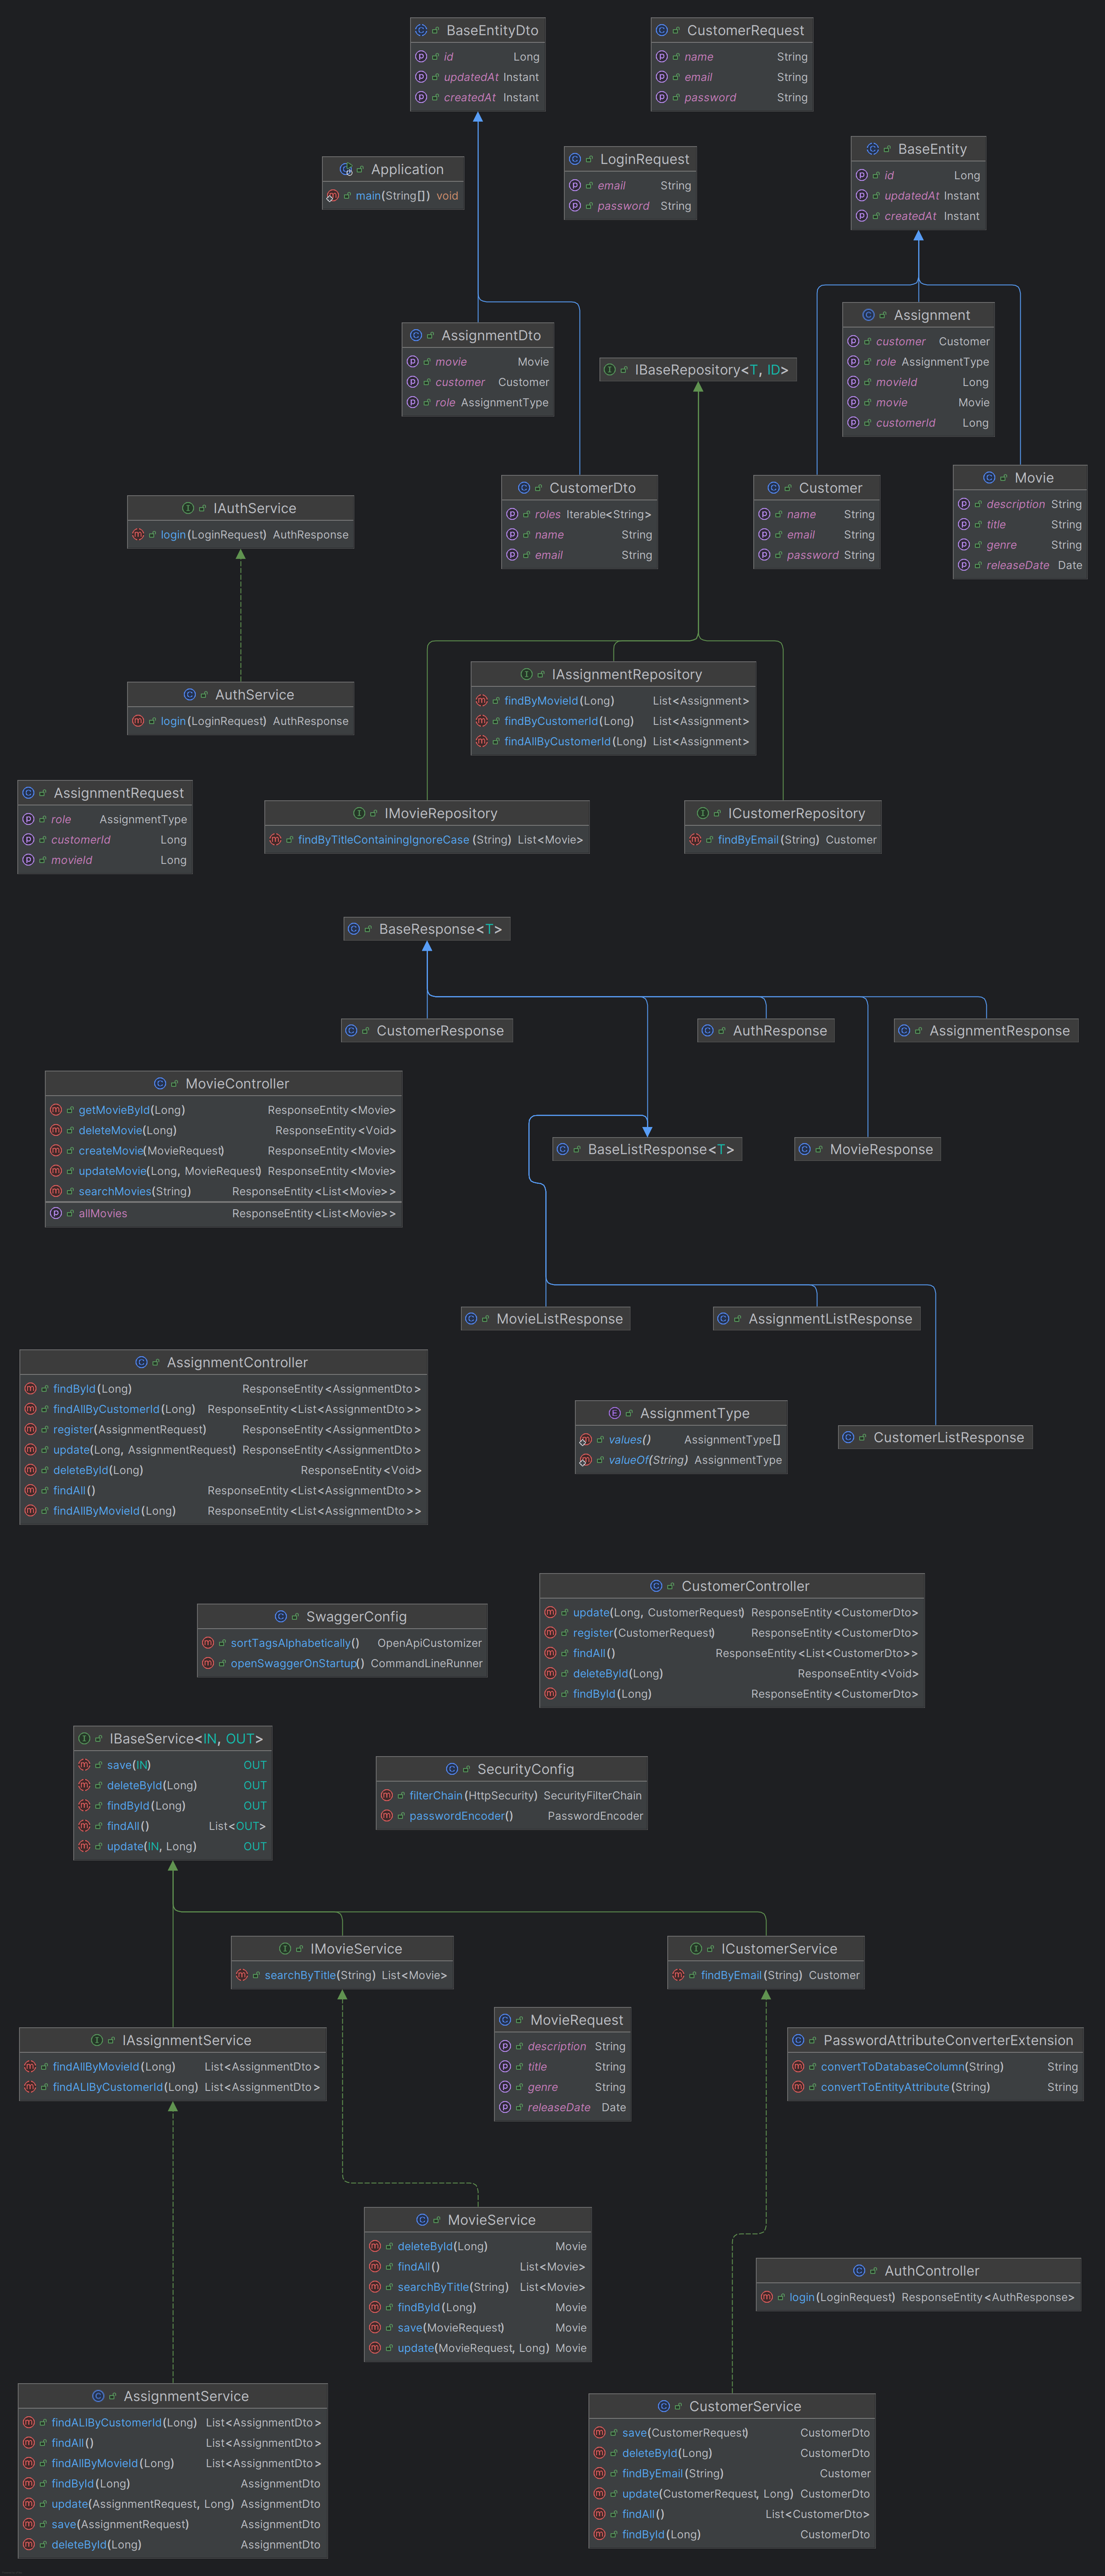 BaseEntityDto
id Long
updatedAt Instant
createdAt Instant
CustomerRequest
name String
email String
password String
Application
main(String[]) void
LoginRequest
email String
password String
BaseEntity
id Long
updatedAt Instant
createdAt Instant
AssignmentDto
movie Movie
customer Customer
role AssignmentType
IBaseRepository<T, ID>
Assignment
customer Customer
role AssignmentType
movieId Long
movie Movie
customerId Long
CustomerDto
roles Iterable<String>
name String
email String
Customer
name String
email String
password String
Movie
description String
title String
genre String
releaseDate Date
IAuthService
login(LoginRequest) AuthResponse
AuthService
login(LoginRequest) AuthResponse
IAssignmentRepository
findByMovieId(Long) List<Assignment>
findByCustomerId(Long) List<Assignment>
findAllByCustomerId(Long) List<Assignment>
AssignmentRequest
role AssignmentType
customerId Long
movieId Long
IMovieRepository
findByTitleContainingIgnoreCase(String) List<Movie>
ICustomerRepository
findByEmail(String) Customer
BaseResponse<T>
CustomerResponse
AuthResponse
AssignmentResponse
MovieController
getMovieById(Long) ResponseEntity<Movie>
deleteMovie(Long) ResponseEntity<Void>
createMovie(MovieRequest) ResponseEntity<Movie>
updateMovie(Long, MovieRequest) ResponseEntity<Movie>
searchMovies(String) ResponseEntity<List<Movie>>
allMovies ResponseEntity<List<Movie>>
BaseListResponse<T>
MovieResponse
MovieListResponse
AssignmentListResponse
AssignmentController
findById(Long) ResponseEntity<AssignmentDto>
findAllByCustomerId(Long) ResponseEntity<List<AssignmentDto>>
register(AssignmentRequest) ResponseEntity<AssignmentDto>
update(Long, AssignmentRequest) ResponseEntity<AssignmentDto>
deleteById(Long) ResponseEntity<Void>
findAll() ResponseEntity<List<AssignmentDto>>
findAllByMovieId(Long) ResponseEntity<List<AssignmentDto>>
AssignmentType
values() AssignmentType[]
valueOf(String) AssignmentType
CustomerListResponse
CustomerController
update(Long, CustomerRequest) ResponseEntity<CustomerDto>
register(CustomerRequest) ResponseEntity<CustomerDto>
findAll() ResponseEntity<List<CustomerDto>>
deleteById(Long) ResponseEntity<Void>
findById(Long) ResponseEntity<CustomerDto>
SwaggerConfig
sortTagsAlphabetically() OpenApiCustomizer
openSwaggerOnStartup() CommandLineRunner
IBaseService<IN, OUT>
save(IN) OUT
deleteById(Long) OUT
findById(Long) OUT
findAll() List<OUT>
update(IN, Long) OUT
SecurityConfig
filterChain(HttpSecurity) SecurityFilterChain
passwordEncoder() PasswordEncoder
IMovieService
searchByTitle(String) List<Movie>
ICustomerService
findByEmail(String) Customer
IAssignmentService
findAllByMovieId(Long) List<AssignmentDto>
findALlByCustomerId(Long) List<AssignmentDto>
MovieRequest
description String
title String
genre String
releaseDate Date
PasswordAttributeConverterExtension
convertToDatabaseColumn(String) String
convertToEntityAttribute(String) String
MovieService
deleteById(Long) Movie
findAll() List<Movie>
searchByTitle(String) List<Movie>
findById(Long) Movie
save(MovieRequest) Movie
update(MovieRequest, Long) Movie
AuthController
login(LoginRequest) ResponseEntity<AuthResponse>
AssignmentService
findALlByCustomerId(Long) List<AssignmentDto>
findAll() List<AssignmentDto>
findAllByMovieId(Long) List<AssignmentDto>
findById(Long) AssignmentDto
update(AssignmentRequest, Long) AssignmentDto
save(AssignmentRequest) AssignmentDto
deleteById(Long) AssignmentDto
CustomerService
save(CustomerRequest) CustomerDto
deleteById(Long) CustomerDto
findByEmail(String) Customer
update(CustomerRequest, Long) CustomerDto
findAll() List<CustomerDto>
findById(Long) CustomerDto